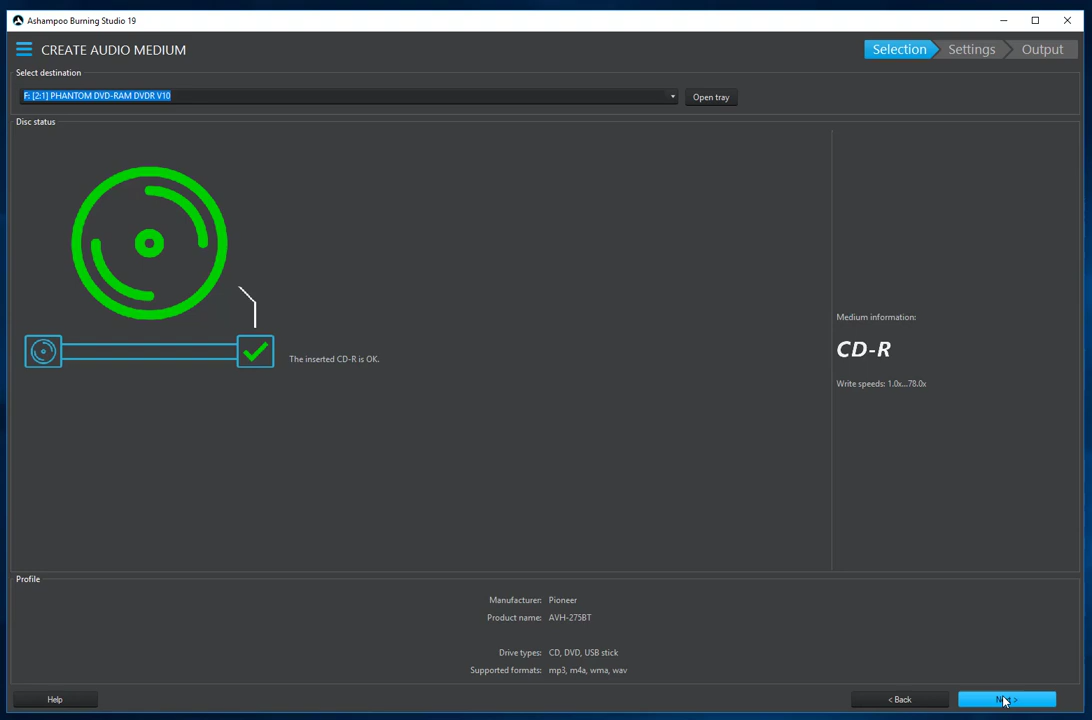 Ashampoo Burning Studio 19
CREATE AUDIO MEDIUM
Selection
Settings
Output
Select destination
F: [2:1] PHANTOM DVD-RAM DVDR V10
Open tray
Disc status
The inserted CD-R is OK.
Medium information:
CD-R
Write speeds: 1.0x...78.0x
Profile
Manufacturer: Pioneer
Product name: AVH-275BT
Drive types: CD, DVD, USB stick
Supported formats: mp3, m4a, wma, wav
Help
< Back
Next >